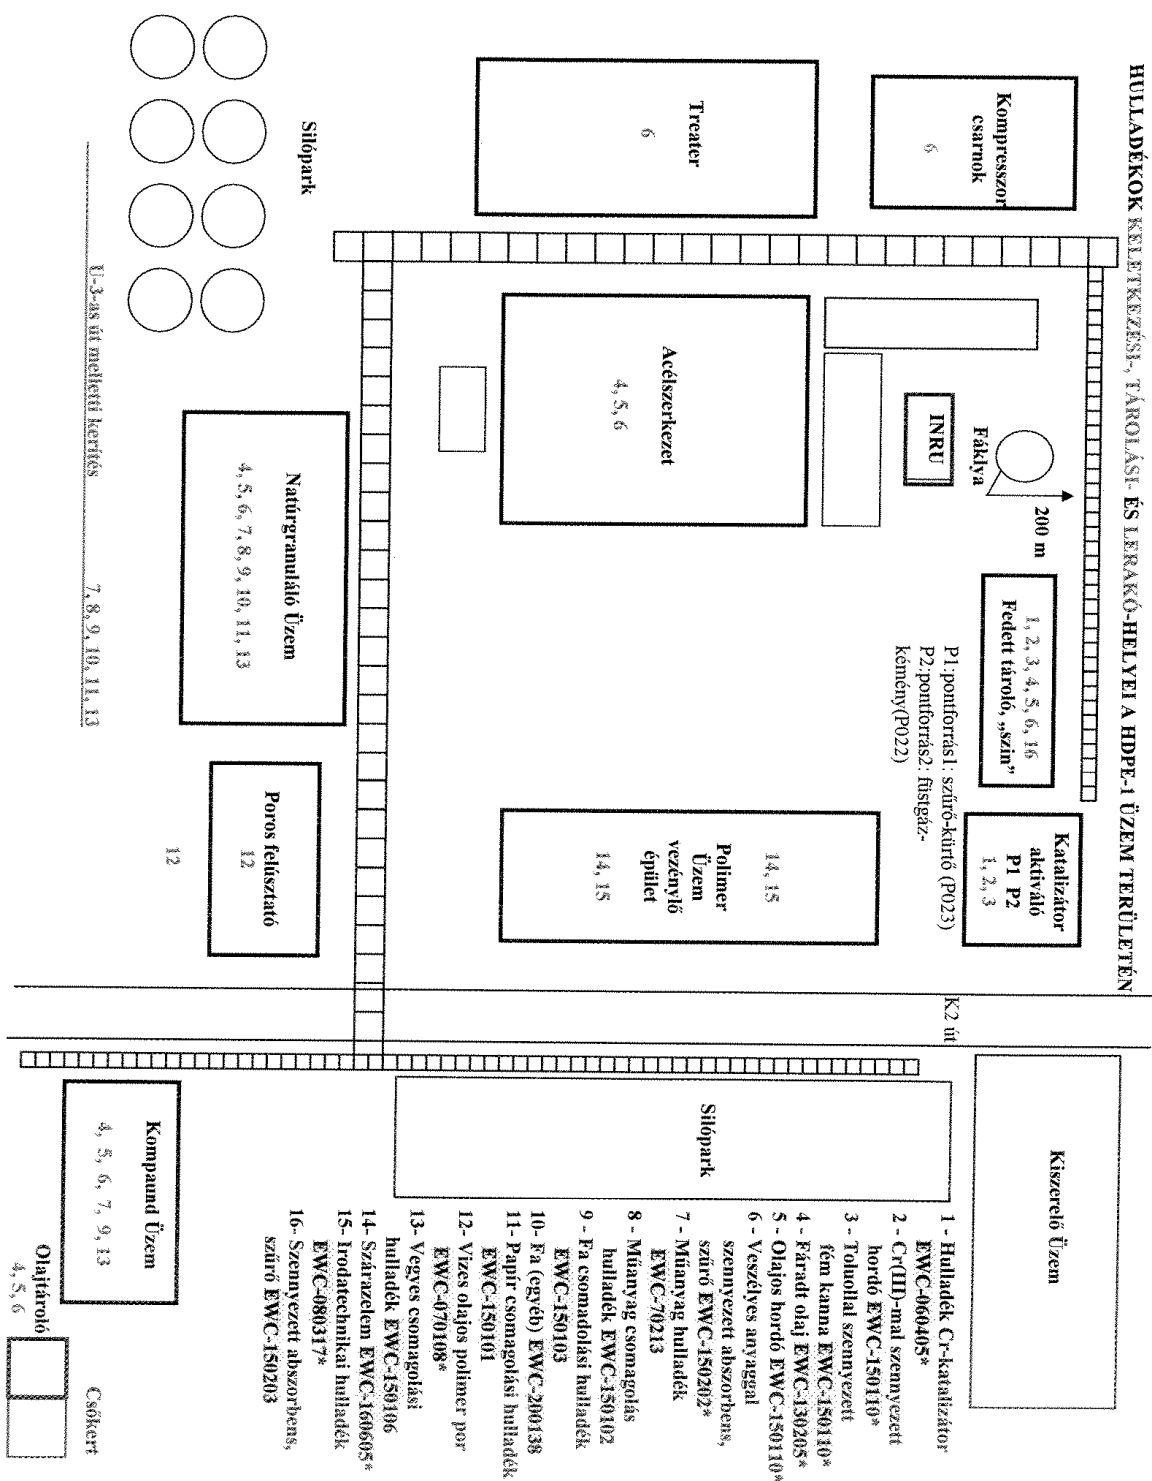 HULLADÉKOK KELETKEZÉSI-, TÁROLÁSI- ÉS LERAKÓ-HELYEI A HDPE-1 ÜZEM TERÜLETÉN
Kompresszor
csarnok
6
Treater
6
Silópark
Fáklya
200 m
INRU
1, 2, 3, 4, 5, 6, 16
Fedett tároló, „szin”
Katalizátor
aktiváló
P1 P2
1, 2, 3
P1:pontforrás1: szűrő-kürtő (P023)
P2:pontforrás2: füstgáz-
kémény(P022)
Acélszerkezet
4, 5, 6
14, 15
Polimer
Üzem
vezénylő
épület
14, 15
Natúrgranuláló Üzem
4, 5, 6, 7, 8, 9, 10, 11, 13
Poros felúsztató
12
12
U-3-as út melletti kerítés 7, 8, 9, 10, 11, 13
K2 út
Kiszerelő Üzem
Silópark
1 - Hulladék Cr-katalizátor
EWC-060405*
2 - Cr(III)-mal szennyezett
hordó EWC-150110*
3 - Toluollal szennyezett
fém kanna EWC-150110*
4 - Fáradt olaj EWC-130205*
5 - Olajos hordó EWC-150110*
6 - Veszélyes anyaggal
szennyezett abszorbens,
szűrő EWC-150202*
7 - Műanyag hulladék
EWC-70213
8 - Műanyag csomagolás
hulladék EWC-150102
9 - Fa csomadolási hulladék
EWC-150103
10- Fa (egyéb) EWC-200138
11- Papír csomagolási hulladék
EWC-150101
12- Vizes olajos polimer por
EWC-070108*
13- Vegyes csomagolási
hulladék EWC-150106
14- Szárazelem EWC-160605*
15- Irodatechnikai hulladék
EWC-080317*
16- Szennyezett abszorbens,
szűrő EWC-150203
Kompaund Üzem
4, 5, 6, 7, 9, 13
Olajtároló
4, 5, 6
Csőkert